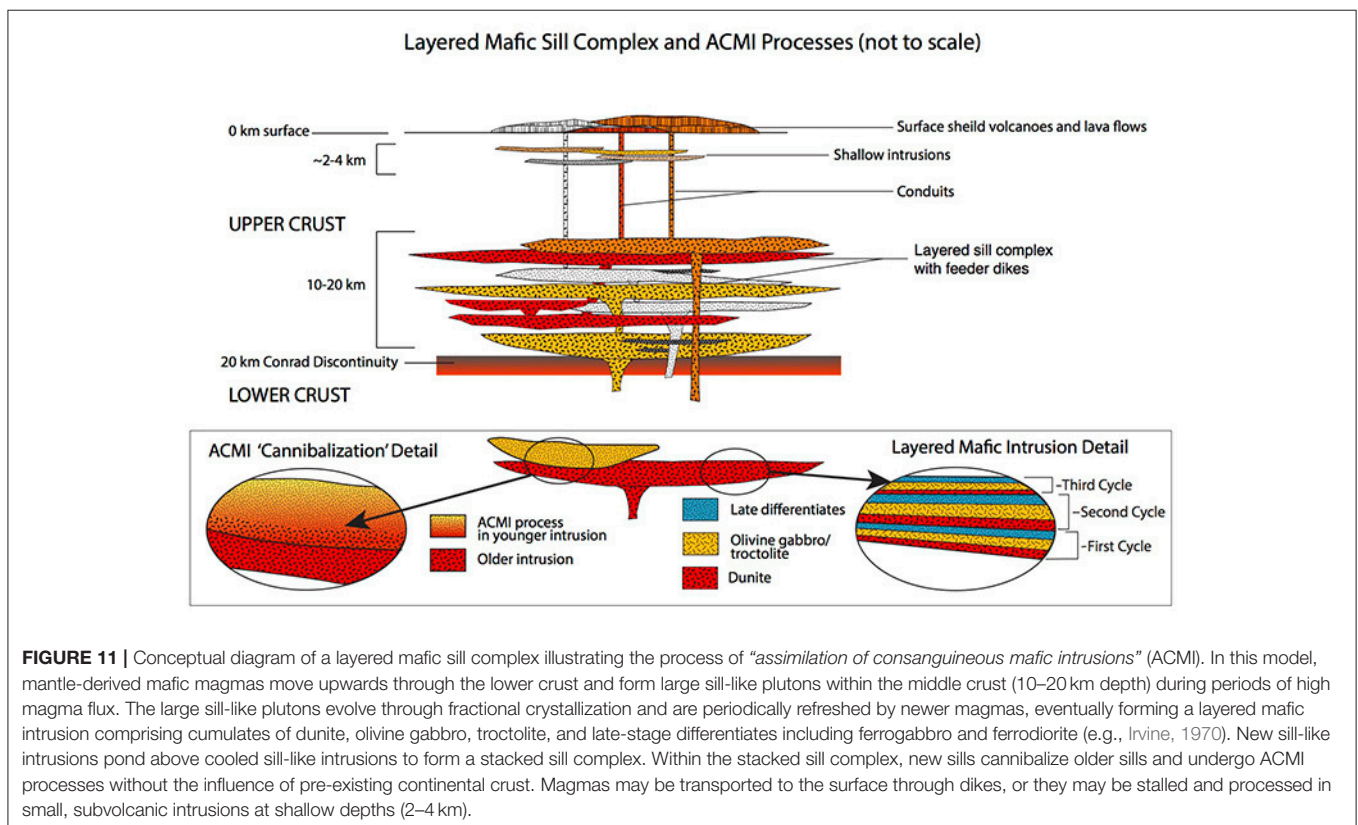 Layered Mafic Sill Complex and ACMI Processes (not to scale)
0 km surface
Surface sheild volcanoes and lava flows
~2-4 km
Shallow intrusions
Conduits
UPPER CRUST
10-20 km
Layered sill complex
with feeder dikes
20 km Conrad Discontinuity
LOWER CRUST
ACMI 'Cannibalization' Detail
Layered Mafic Intrusion Detail
ACMI process
in younger intrusion
Older intrusion
Late differentiates
Olivine gabbro/
troctolite
Dunite
-Third Cycle
-Second Cycle
-First Cycle
FIGURE 11 | Conceptual diagram of a layered mafic sill complex illustrating the process of "assimilation of consanguineous mafic intrusions" (ACMI). In this model,
mantle-derived mafic magmas move upwards through the lower crust and form large sill-like plutons within the middle crust (10–20 km depth) during periods of high
magma flux. The large sill-like plutons evolve through fractional crystallization and are periodically refreshed by newer magmas, eventually forming a layered mafic
intrusion comprising cumulates of dunite, olivine gabbro, troctolite, and late-stage differentiates including ferrogabbro and ferrodiorite (e.g., Irvine, 1970). New sill-like
intrusions pond above cooled sill-like intrusions to form a stacked sill complex. Within the stacked sill complex, new sills cannibalize older sills and undergo ACMI
processes without the influence of pre-existing continental crust. Magmas may be transported to the surface through dikes, or they may be stalled and processed in
small, subvolcanic intrusions at shallow depths (2–4 km).